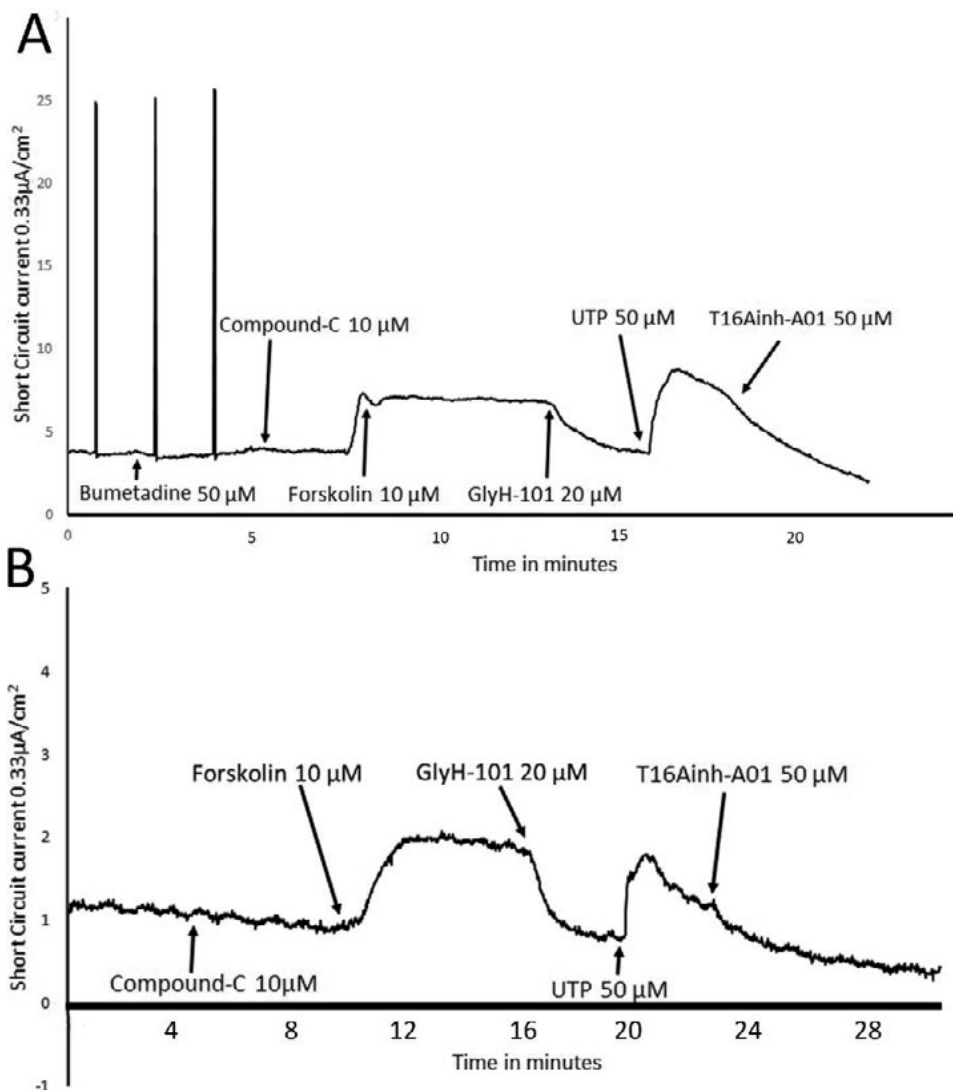 A
Short Circuit current 0.33µA/cm²
25
20
15
10
5
0
Compound-C 10 µM
UTP 50 µM
T16Ainh-A01 50 µM
Bumetadine 50 µM
Forskolin 10 µM
GlyH-101 20 µM
0 5 10 15 20
Time in minutes
B
Short Circuit current 0.33µA/cm²
5
4
3
2
1
0
-1
Forskolin 10 µM
GlyH-101 20 µM
T16Ainh-A01 50 µM
Compound-C 10µM
UTP 50 µM
4 8 12 16 20 24 28
Time in minutes